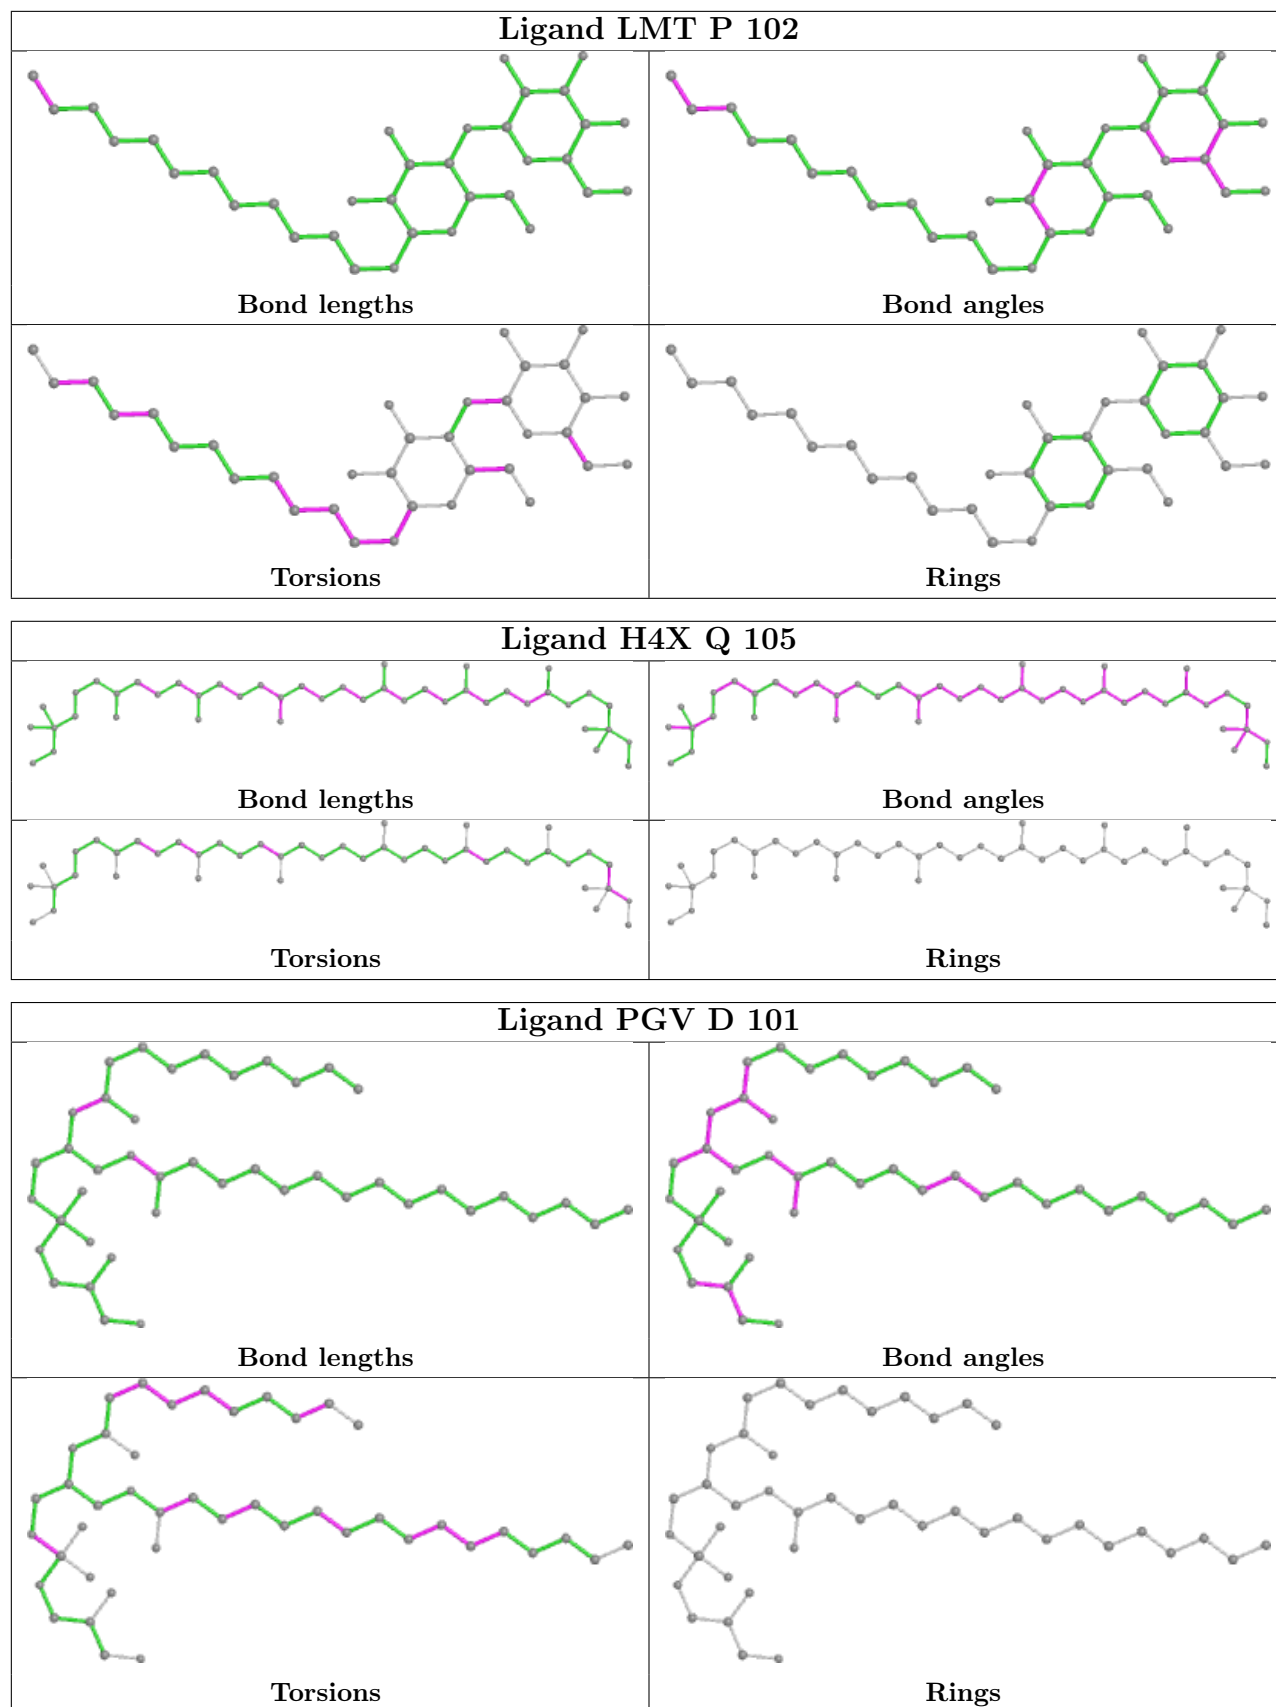 Ligand LMT P 102
Bond lengths
Bond angles
Torsions
Rings
Ligand H4X Q 105
Bond lengths
Bond angles
Torsions
Rings
Ligand PGV D 101
Bond lengths
Bond angles
Torsions
Rings